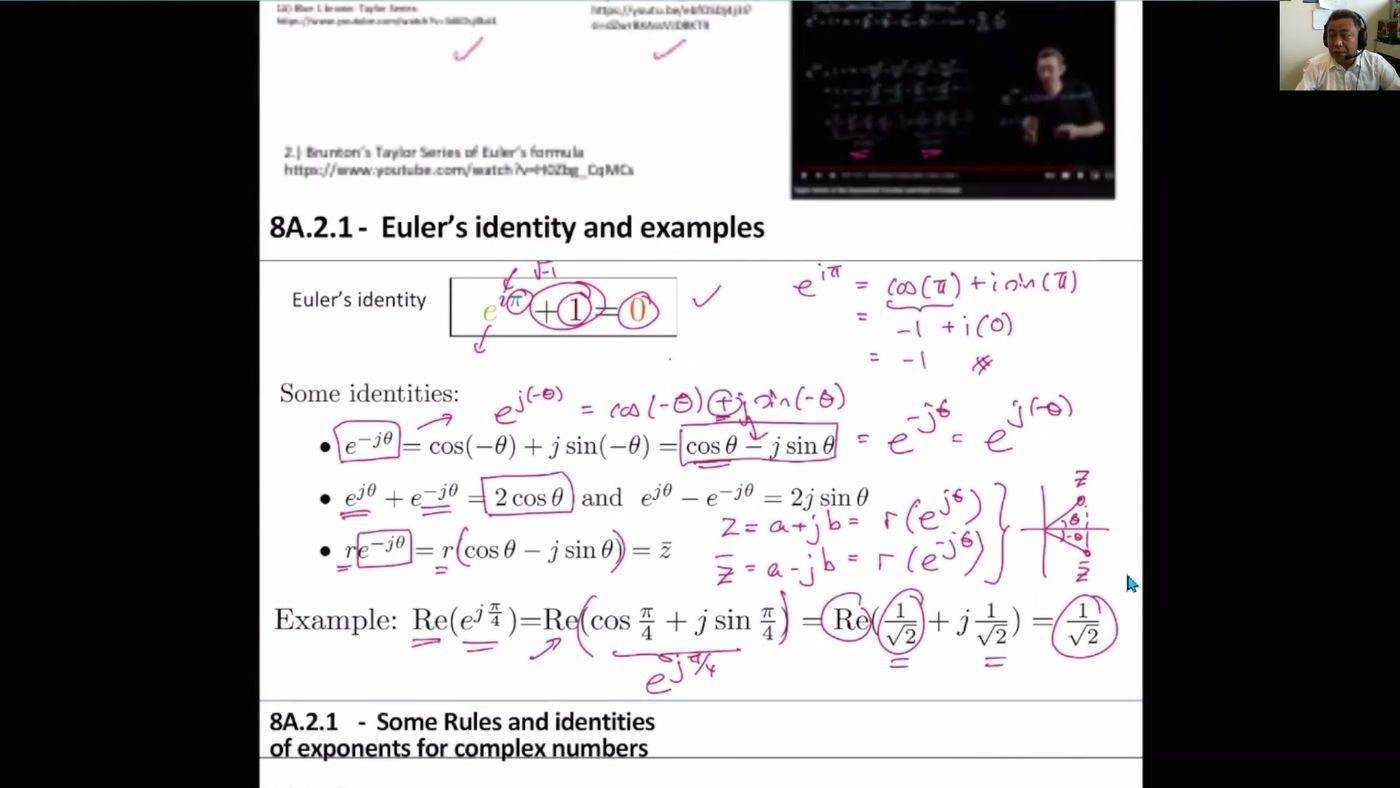 2.) Brunton's Taylor Series of Euler's formula
https://www.youtube.com/watch?v=H0Zbg_CqMCs
8A.2.1 - Euler's identity and examples
√-1
Euler's identity e^{iπ} + 1 = 0
e^{iπ} = cos(π) + i sin(π)
= -1 + i(0)
= -1
Some identities:
e^{j(-θ)} = cos(-θ) + j sin(-θ)
• e^{-jθ} = cos(-θ) + j sin(-θ) = cos θ - j sin θ = e^{-jθ} = e^{j(-θ)}
• e^{jθ} + e^{-jθ} = 2 cos θ and e^{jθ} - e^{-jθ} = 2j sin θ
z = a + jb = r(e^{jθ})
• re^{-jθ} = r(cos θ - j sin θ) = z̄
z̄ = a - jb = r(e^{-jθ})
z
θ
-θ
z̄
Example: Re(e^{j π/4}) = Re(cos π/4 + j sin π/4) = Re(1/√2 + j 1/√2) = 1/√2
e^{jπ/4}
8A.2.1 - Some Rules and identities
of exponents for complex numbers